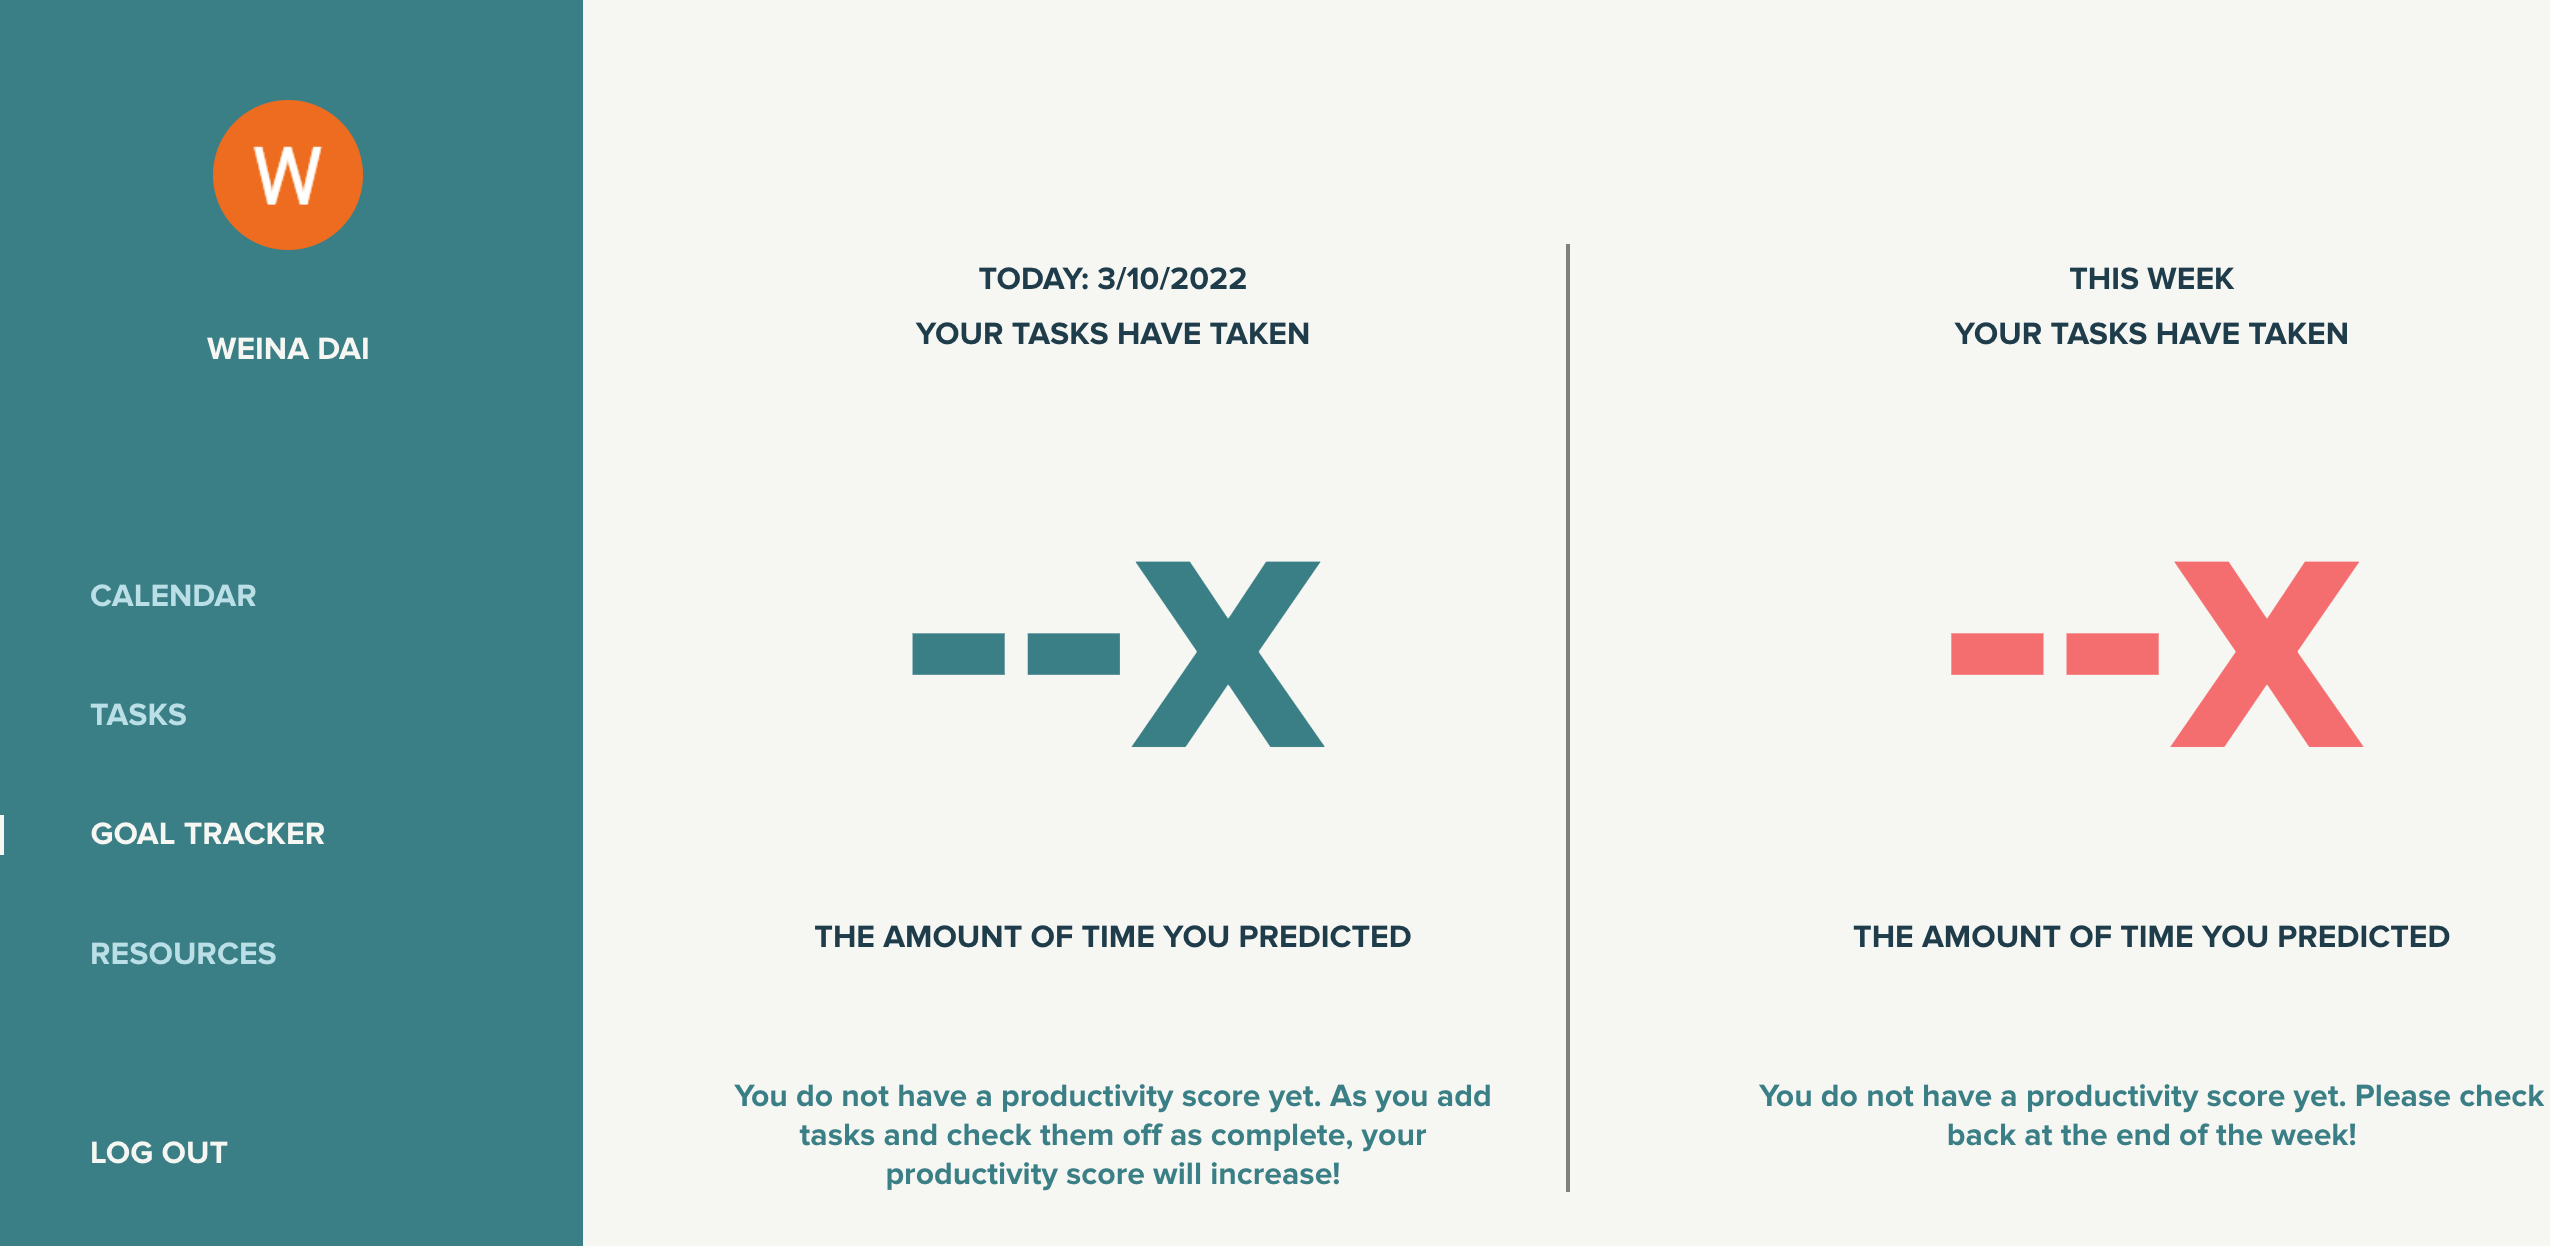 W
WEINA DAI
CALENDAR
TASKS
GOAL TRACKER
RESOURCES
LOG OUT
TODAY: 3/10/2022
YOUR TASKS HAVE TAKEN
--X
THE AMOUNT OF TIME YOU PREDICTED
You do not have a productivity score yet. As you add
tasks and check them off as complete, your
productivity score will increase!
THIS WEEK
YOUR TASKS HAVE TAKEN
--X
THE AMOUNT OF TIME YOU PREDICTED
You do not have a productivity score yet. Please check
back at the end of the week!